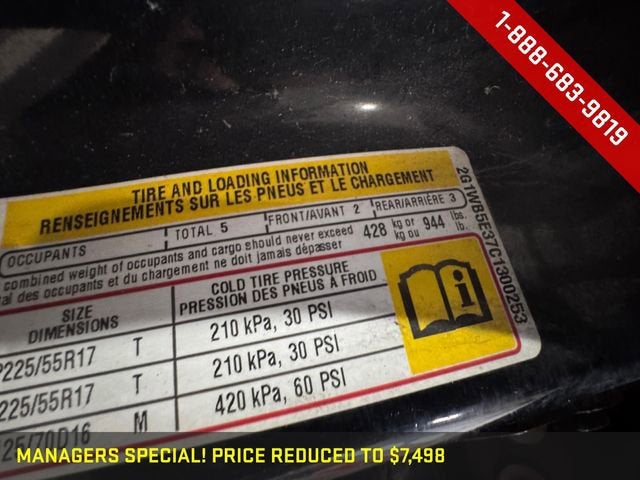 1-888-683-9819
TIRE AND LOADING INFORMATION
RENSEIGNEMENTS SUR LES PNEUS ET LE CHARGEMENT
OCCUPANTS TOTAL 5 FRONT/AVANT 2 REAR/ARRIÈRE 3
combined weight of occupants and cargo should never exceed 428 kg or 944 lbs.
des occupants et du chargement ne doit jamais dépasser kg ou lb.
SIZE COLD TIRE PRESSURE
DIMENSIONS PRESSION DES PNEUS À FROID
P225/55R17 T 210 kPa, 30 PSI
225/55R17 T 210 kPa, 30 PSI
25/70D16 M 420 kPa, 60 PSI
2G1WB5E37C1300253
MANAGERS SPECIAL! PRICE REDUCED TO $7,498